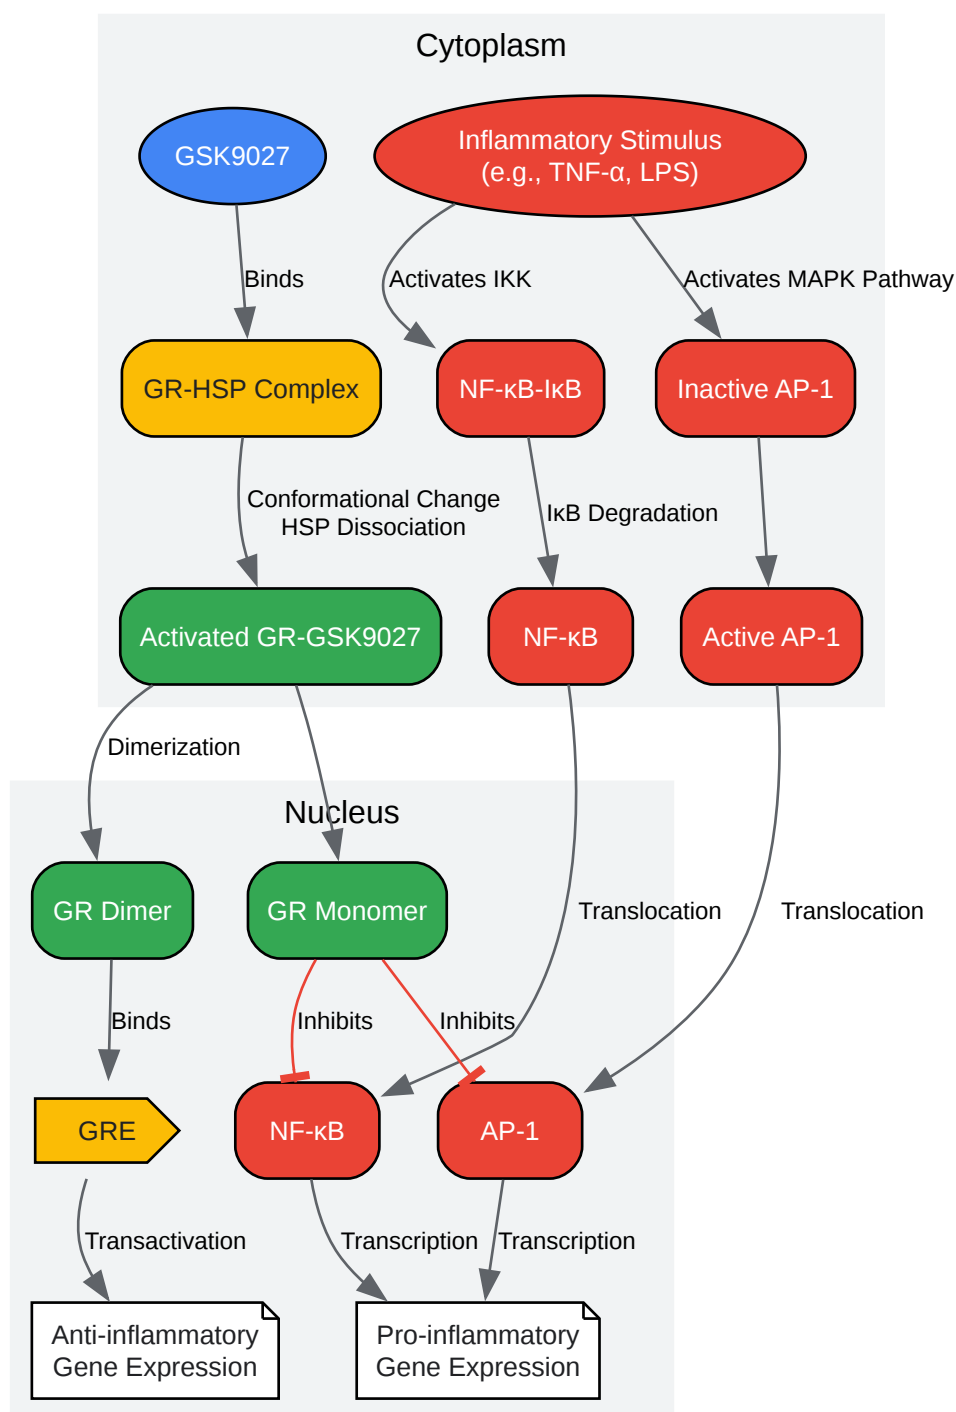 Cytoplasm
GSK9027
Inflammatory Stimulus
(e.g., TNF-α, LPS)
Binds
Activates IKK
Activates MAPK Pathway
GR-HSP Complex
NF-κB-IκB
Inactive AP-1
Conformational Change
HSP Dissociation
IκB Degradation
Activated GR-GSK9027
NF-κB
Active AP-1
Dimerization
Nucleus
GR Dimer
GR Monomer
Translocation
Translocation
Binds
Inhibits
Inhibits
GRE
NF-κB
AP-1
Transactivation
Transcription
Transcription
Anti-inflammatory
Gene Expression
Pro-inflammatory
Gene Expression